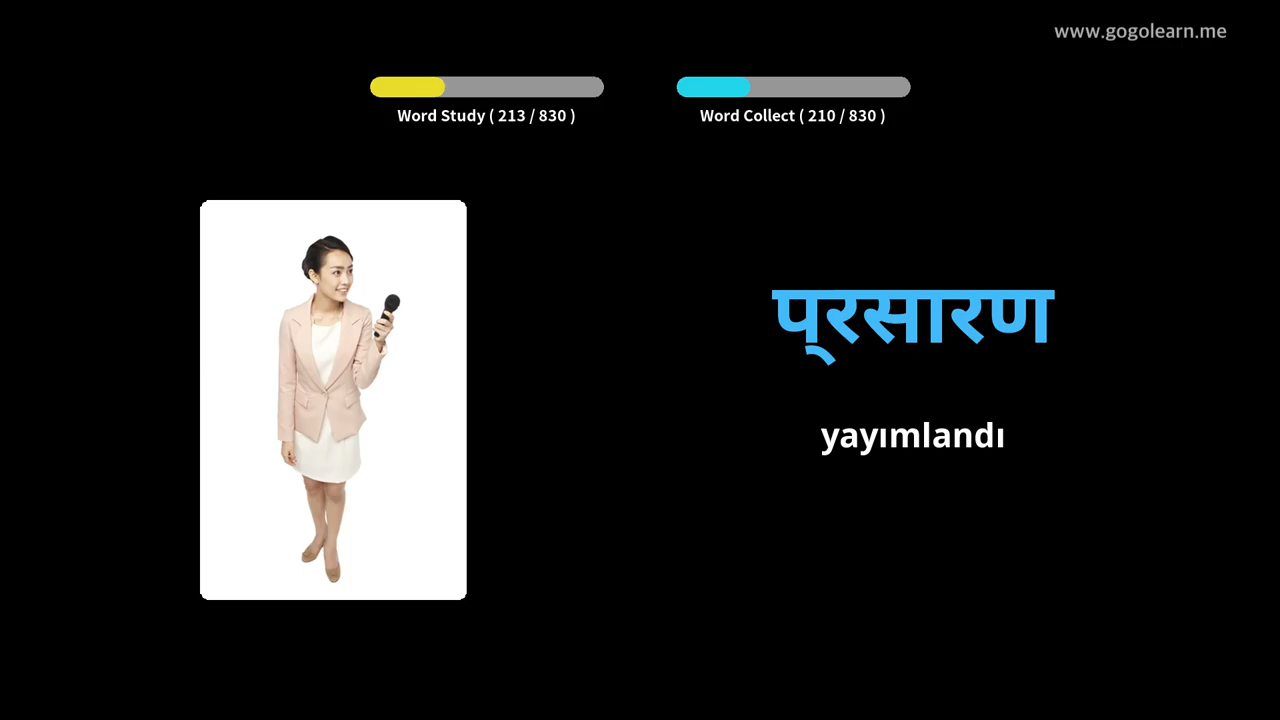 www.gogolearn.me
Word Study ( 213 / 830 )
Word Collect ( 210 / 830 )
प्रसारण
yayımlandı